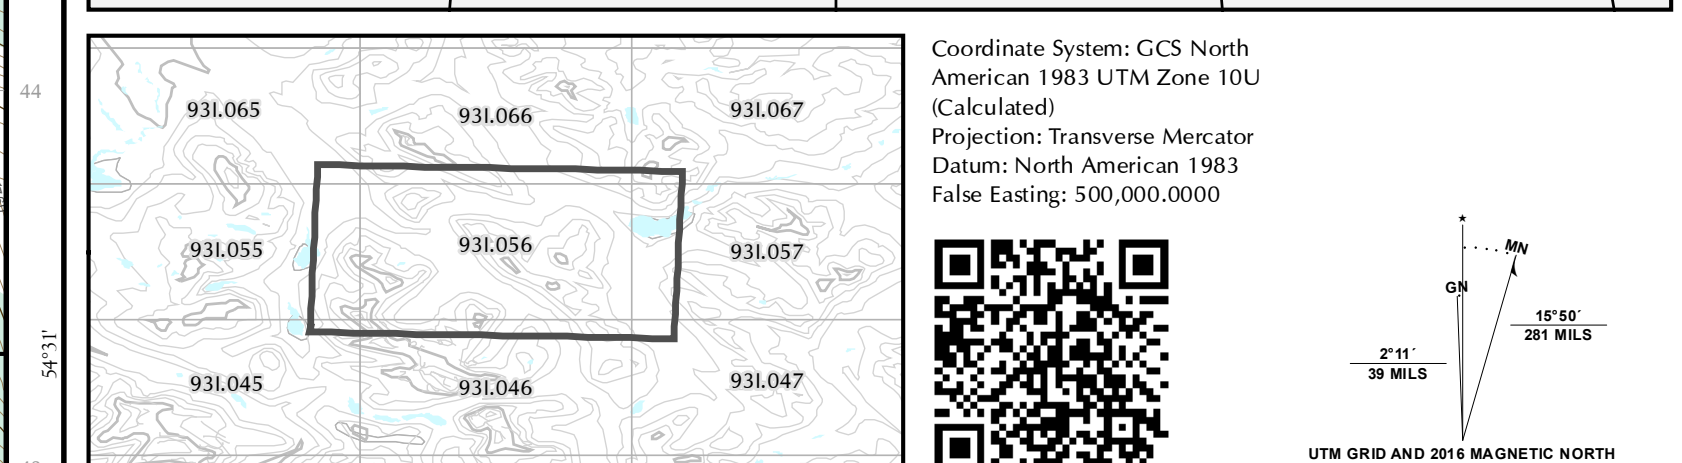 44
54°31'
93I.065
93I.066
93I.067
93I.055
93I.056
93I.057
93I.045
93I.046
93I.047
Coordinate System: GCS North
American 1983 UTM Zone 10U
(Calculated)
Projection: Transverse Mercator
Datum: North American 1983
False Easting: 500,000.0000
MN
GN
15°50´
281 MILS
2°11´
39 MILS
UTM GRID AND 2016 MAGNETIC NORTH